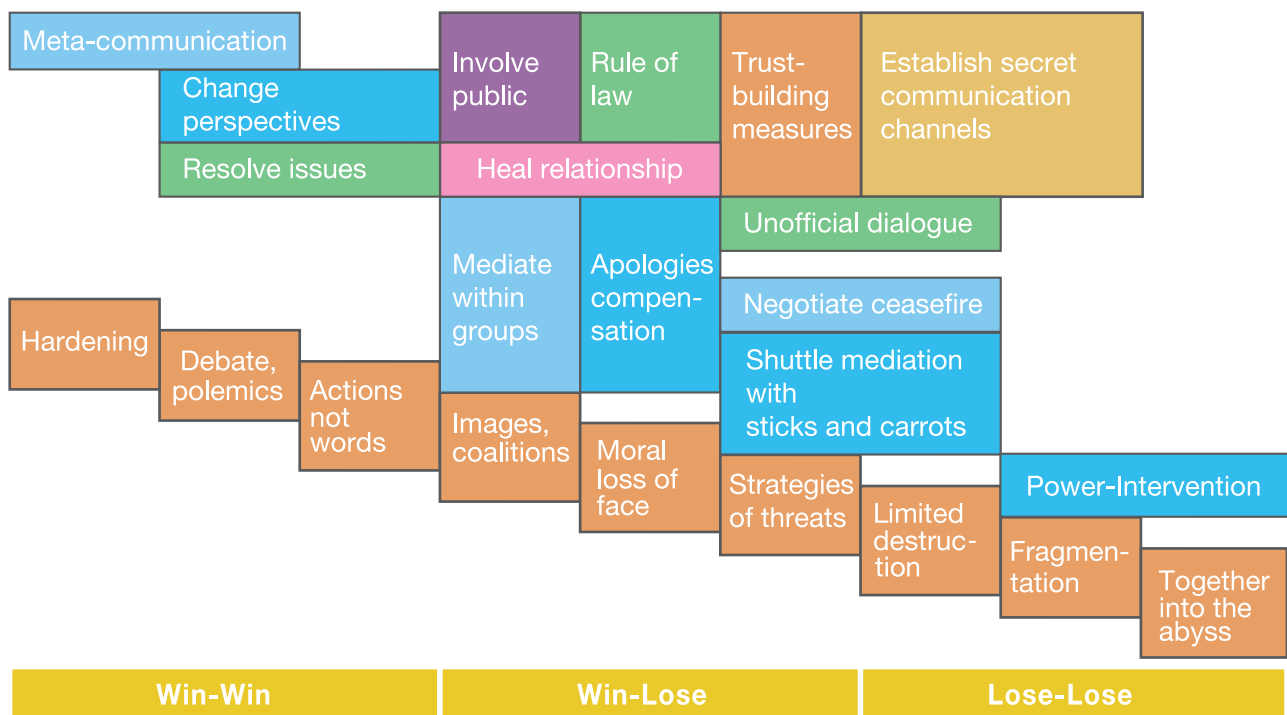 Meta-communication
Change
perspectives
Resolve issues
Involve
public
Rule of
law
Heal relationship
Trust-
building
measures
Establish secret
communication
channels
Unofficial dialogue
Mediate
within
groups
Apologies
compen-
sation
Negotiate ceasefire
Shuttle mediation
with
sticks and carrots
Power-Intervention
Hardening
Debate,
polemics
Actions
not
words
Images,
coalitions
Moral
loss of
face
Strategies
of threats
Limited
destruc-
tion
Fragmen-
tation
Together
into the
abyss
Win-Win
Win-Lose
Lose-Lose